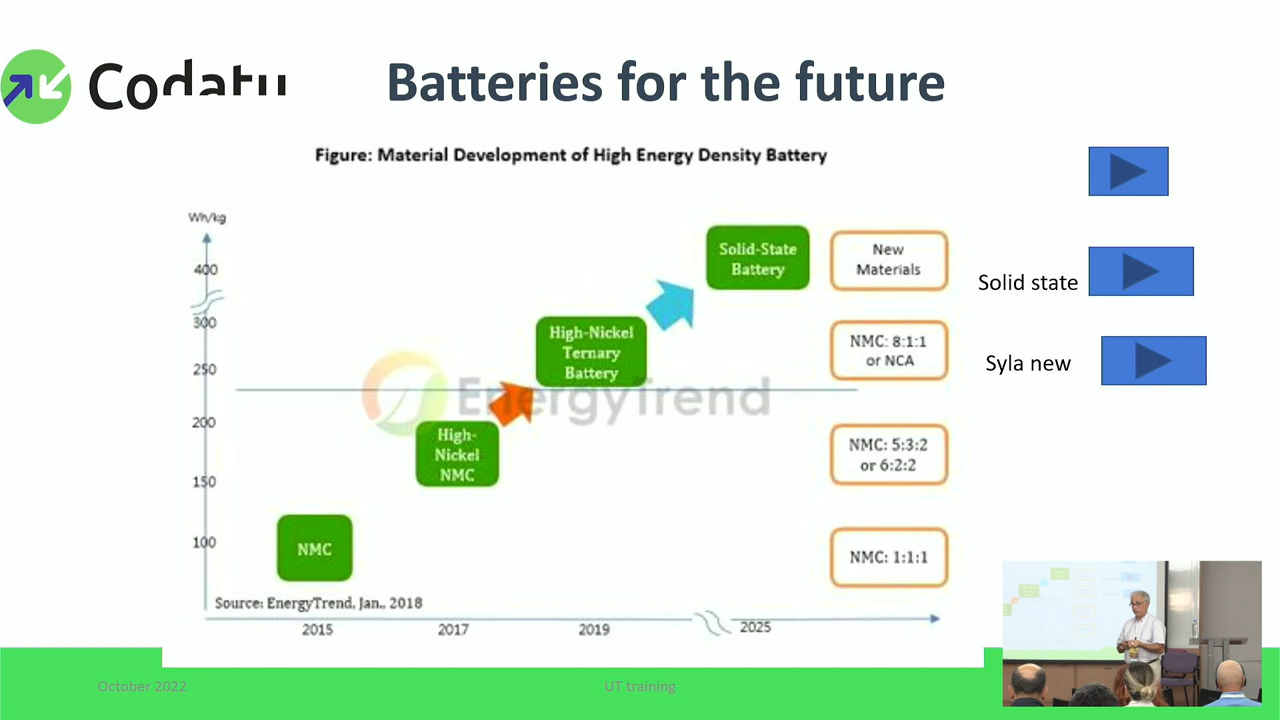 Codatu
Batteries for the future
Figure: Material Development of High Energy Density Battery
Wh/kg
400
300
250
200
150
100
Solid-State
Battery
High-Nickel
Ternary
Battery
High-
Nickel
NMC
NMC
New
Materials
NMC: 8:1:1
or NCA
NMC: 5:3:2
or 6:2:2
NMC: 1:1:1
EnergyTrend
Solid state
Syla new
Source: EnergyTrend, Jan., 2018
2015
2017
2019
2025
October 2022
UT training